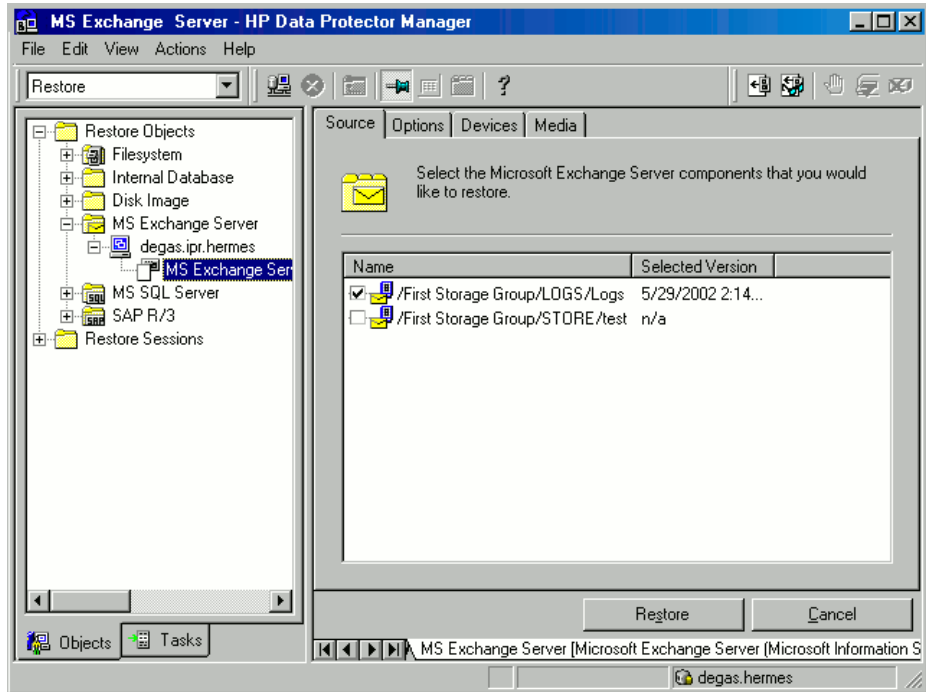 MS Exchange Server - HP Data Protector Manager
File Edit View Actions Help
Restore
?
Restore Objects
Filesystem
Internal Database
Disk Image
MS Exchange Server
degas.ipr.hermes
MS Exchange Ser
MS SQL Server
SAP R/3
Restore Sessions
Objects Tasks
Source Options Devices Media
Select the Microsoft Exchange Server components that you would
like to restore.
Name Selected Version
/First Storage Group/LOGS/Logs 5/29/2002 2:14...
/First Storage Group/STORE/test n/a
Restore Cancel
MS Exchange Server [Microsoft Exchange Server (Microsoft Information S
degas.hermes